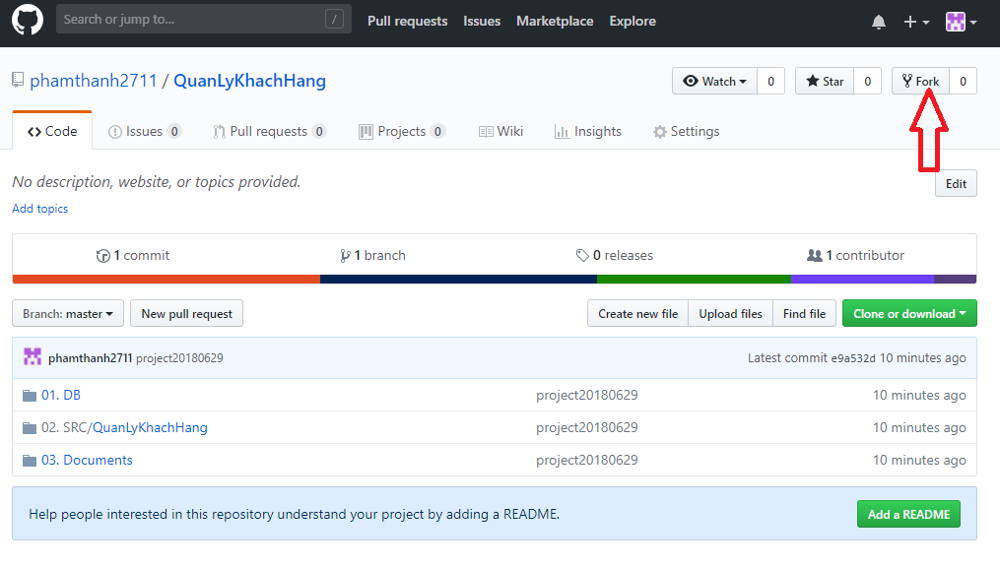 Search or jump to... / Pull requests Issues Marketplace Explore
phamthanh2711 / QuanLyKhachHang Watch 0 Star 0 Fork 0
Code Issues 0 Pull requests 0 Projects 0 Wiki Insights Settings
No description, website, or topics provided. Edit
Add topics
1 commit 1 branch 0 releases 1 contributor
Branch: master New pull request Create new file Upload files Find file Clone or download
phamthanh2711 project20180629 Latest commit e9a532d 10 minutes ago
01. DB project20180629 10 minutes ago
02. SRC/QuanLyKhachHang project20180629 10 minutes ago
03. Documents project20180629 10 minutes ago
Help people interested in this repository understand your project by adding a README. Add a README